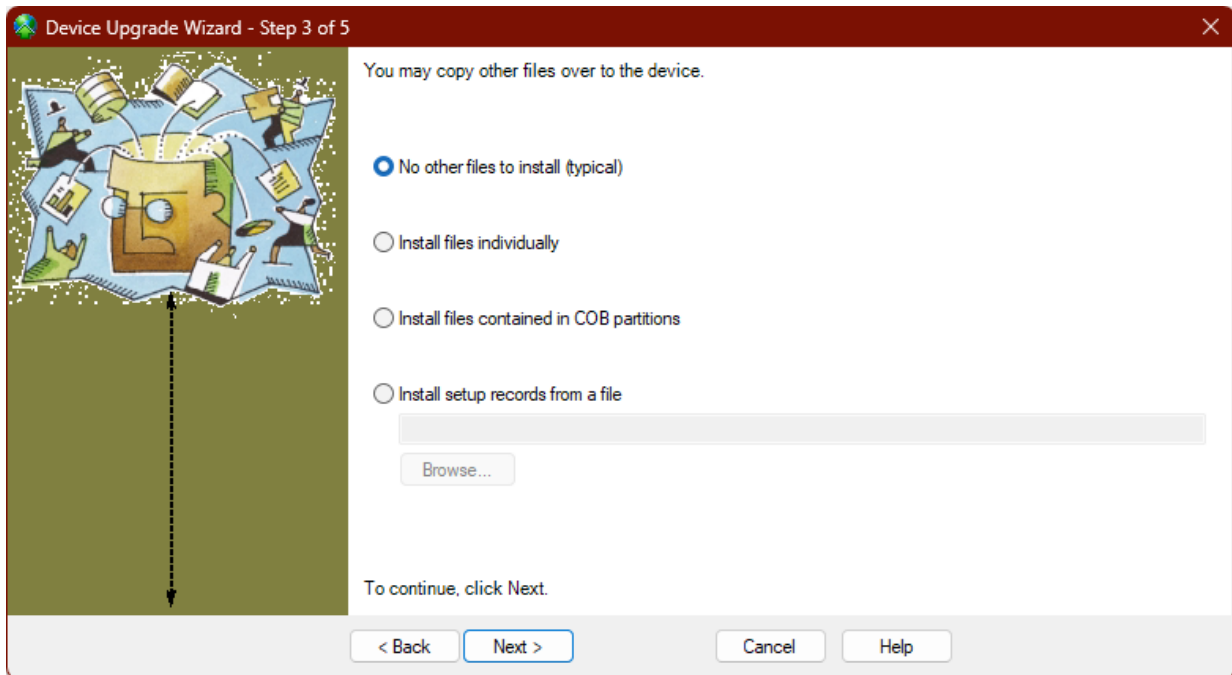 Device Upgrade Wizard - Step 3 of 5
You may copy other files over to the device.
No other files to install (typical)
Install files individually
Install files contained in COB partitions
Install setup records from a file
Browse...
To continue, click Next.
< Back Next > Cancel Help